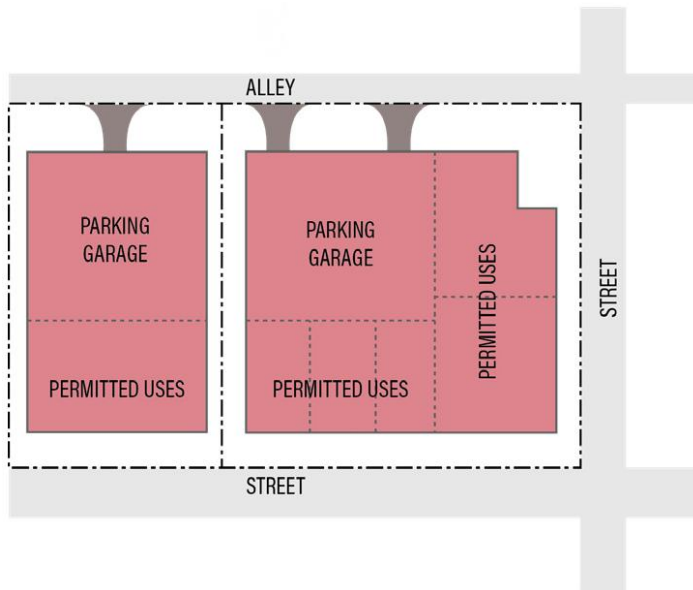 ALLEY
PARKING
GARAGE
PARKING
GARAGE
PERMITTED USES
STREET
PERMITTED USES
PERMITTED USES
STREET